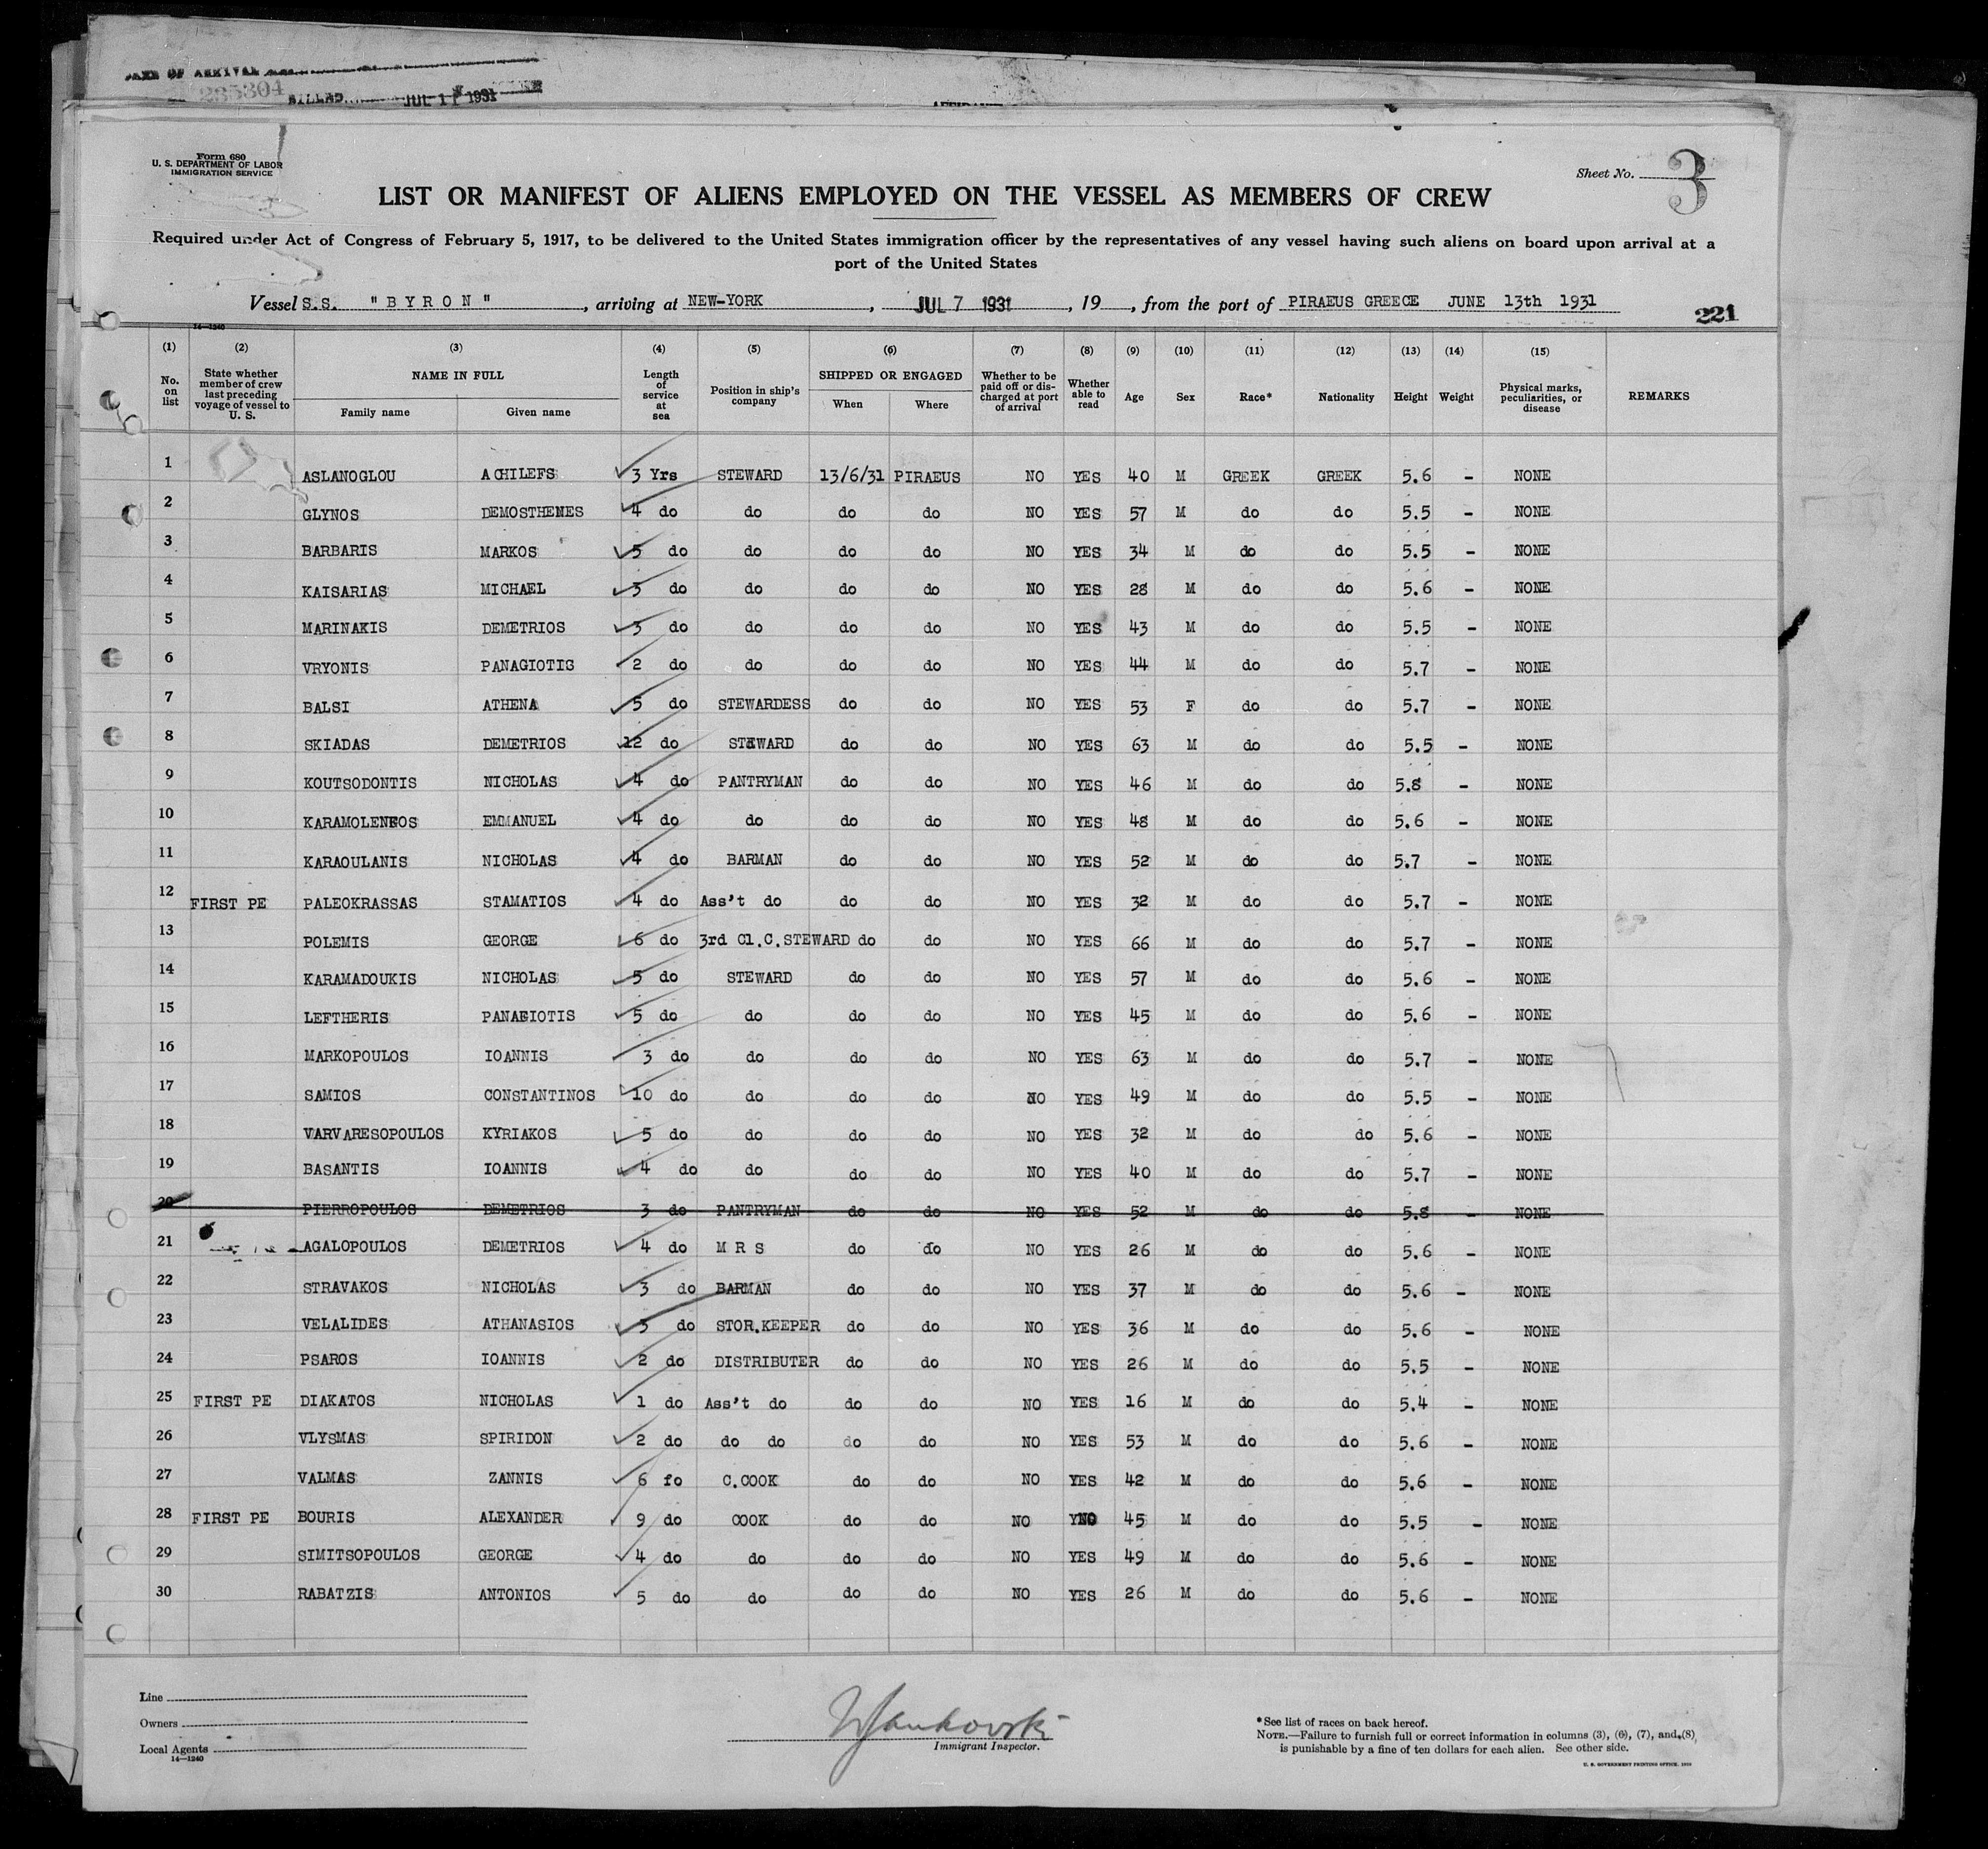 DATE OF ARRIVAL
235304 JUL 1931
Form 680
U. S. DEPARTMENT OF LABOR
IMMIGRATION SERVICE
Sheet No. 3
LIST OR MANIFEST OF ALIENS EMPLOYED ON THE VESSEL AS MEMBERS OF CREW
Required under Act of Congress of February 5, 1917, to be delivered to the United States immigration officer by the representatives of any vessel having such aliens on board upon arrival at a
port of the United States
Vessel S.S. "BYRON", arriving at NEW-YORK, JUL 7 1931, 19, from the port of PIRAEUS GREECE JUNE 13th 1931
221
14—1240
(1) (2) (3) (4) (5) (6) (7) (8) (9) (10) (11) (12) (13) (14) (15)
No. on list State whether member of crew last preceding voyage of vessel to U. S. NAME IN FULL Family name Given name Length of service at sea Position in ship's company SHIPPED OR ENGAGED When Where Whether to be paid off or discharged at port of arrival Whether able to read Age Sex Race* Nationality Height Weight Physical marks, peculiarities, or disease REMARKS
1 ASLANOGLOU ACHILEFS 3 Yrs STEWARD 13/6/31 PIRAEUS NO YES 40 M GREEK GREEK 5.6 - NONE
2 GLYNOS DEMOSTHENES 4 do do do do NO YES 57 M do do 5.5 - NONE
3 BARBARIS MARKOS 5 do do do do NO YES 34 M do do 5.5 - NONE
4 KAISARIAS MICHAEL 3 do do do do NO YES 28 M do do 5.6 - NONE
5 MARINAKIS DEMETRIOS 3 do do do do NO YES 43 M do do 5.5 - NONE
6 VRYONIS PANAGIOTIS 2 do do do do NO YES 44 M do do 5.7 - NONE
7 BALSI ATHENA 5 do STEWARDESS do do NO YES 53 F do do 5.7 - NONE
8 SKIADAS DEMETRIOS 12 do STEWARD do do NO YES 63 M do do 5.5 - NONE
9 KOUTSODONTIS NICHOLAS 4 do PANTRYMAN do do NO YES 46 M do do 5.8 - NONE
10 KARAMOLENGOS EMMANUEL 4 do do do do NO YES 48 M do do 5.6 - NONE
11 KARAOULANIS NICHOLAS 4 do BARMAN do do NO YES 52 M do do 5.7 - NONE
12 FIRST PE PALEOKRASSAS STAMATIOS 4 do Ass't do do do NO YES 32 M do do 5.7 - NONE
13 POLEMIS GEORGE 6 do 3rd Cl.C.STEWARD do do NO YES 66 M do do 5.7 - NONE
14 KARAMADOUKIS NICHOLAS 5 do STEWARD do do NO YES 57 M do do 5.6 - NONE
15 LEFTHERIS PANAGIOTIS 5 do do do do NO YES 45 M do do 5.6 - NONE
16 MARKOPOULOS IOANNIS 3 do do do do NO YES 63 M do do 5.7 - NONE
17 SAMIOS CONSTANTINOS 10 do do do do NO YES 49 M do do 5.5 - NONE
18 VARVARESOPOULOS KYRIAKOS 5 do do do do NO YES 32 M do do 5.6 - NONE
19 BASANTIS IOANNIS 4 do do do do NO YES 40 M do do 5.7 - NONE
20 PIERROPOULOS DEMETRIOS 3 do PANTRYMAN do do NO YES 52 M do do 5.8 - NONE
21 AGALOPOULOS DEMETRIOS 4 do M R S do do NO YES 26 M do do 5.6 - NONE
22 STRAVAKOS NICHOLAS 3 do BARMAN do do NO YES 37 M do do 5.6 - NONE
23 VELALIDES ATHANASIOS 5 do STOR.KEEPER do do NO YES 36 M do do 5.6 - NONE
24 PSAROS IOANNIS 2 do DISTRIBUTER do do NO YES 26 M do do 5.5 - NONE
25 FIRST PE DIAKATOS NICHOLAS 1 do Ass't do do do NO YES 16 M do do 5.4 - NONE
26 VLYSMAS SPIRIDON 2 do do do do do NO YES 53 M do do 5.6 - NONE
27 VALMAS ZANNIS 6 fo C.COOK do do NO YES 42 M do do 5.6 - NONE
28 FIRST PE BOURIS ALEXANDER 9 do COOK do do NO NO 45 M do do 5.5 - NONE
29 SIMITSOPOULOS GEORGE 4 do do do do NO YES 49 M do do 5.6 - NONE
30 RABATZIS ANTONIOS 5 do do do do NO YES 26 M do do 5.6 - NONE
Line
Owners
Local Agents
14—1240
Immigrant Inspector.
*See list of races on back hereof.
NOTE.—Failure to furnish full or correct information in columns (3), (6), (7), and (8)
is punishable by a fine of ten dollars for each alien. See other side.
U. S. GOVERNMENT PRINTING OFFICE.